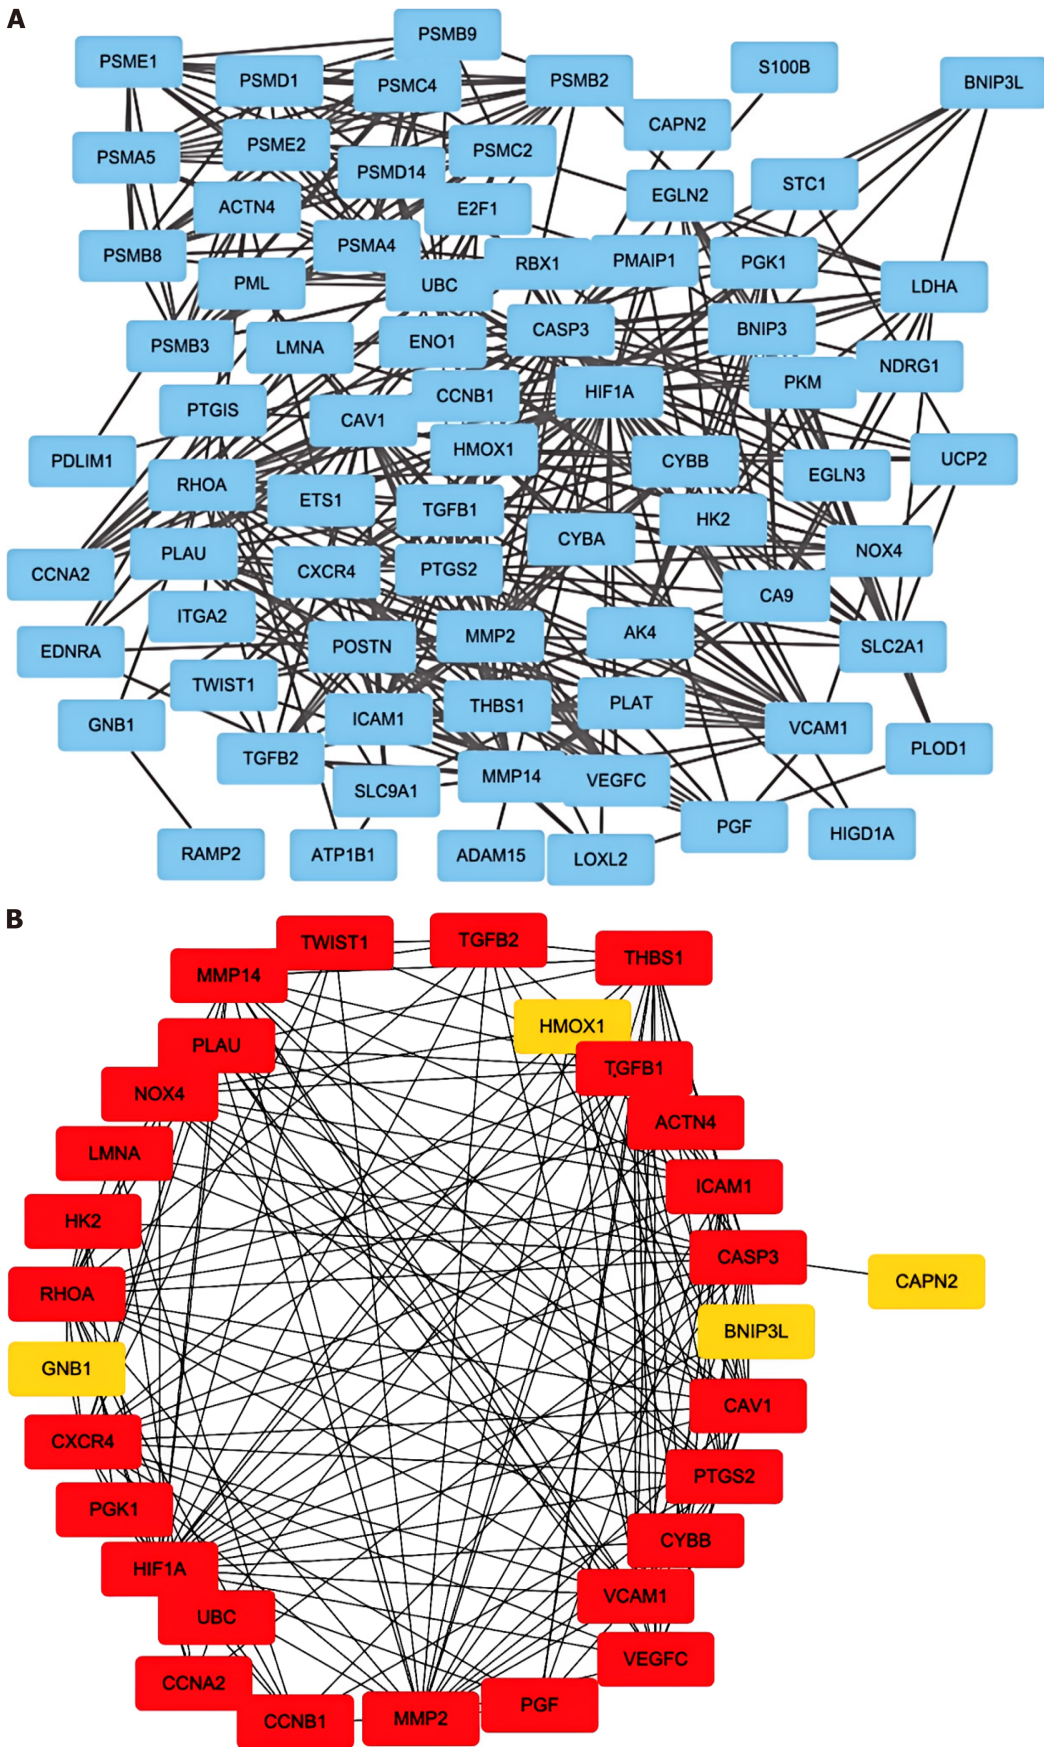 A
PSMB9
PSME1
PSMD1
PSMC4
PSMB2
S100B
BNIP3L
CAPN2
PSMA5
PSME2
PSMC2
PSMD14
STC1
EGLN2
ACTN4
E2F1
PSMA4
PSMB8
RBX1
PMAIP1
PGK1
PML
UBC
LDHA
CASP3
BNIP3
PSMB3
LMNA
ENO1
NDRG1
PKM
HIF1A
CCNB1
PTGIS
CAV1
HMOX1
PDLIM1
CYBB
UCP2
EGLN3
RHOA
ETS1
TGFB1
HK2
CYBA
NOX4
PLAU
CCNA2
CXCR4
PTGS2
CA9
ITGA2
MMP2
AK4
EDNRA
POSTN
SLC2A1
TWIST1
THBS1
PLAT
GNB1
ICAM1
VCAM1
PLOD1
TGFB2
MMP14
VEGFC
SLC9A1
PGF
HIGD1A
RAMP2
ATP1B1
ADAM15
LOXL2
B
TWIST1
TGFB2
THBS1
MMP14
HMOX1
PLAU
TGFB1
NOX4
ACTN4
LMNA
ICAM1
HK2
CASP3
CAPN2
RHOA
BNIP3L
GNB1
CAV1
CXCR4
PTGS2
PGK1
CYBB
HIF1A
VCAM1
UBC
VEGFC
CCNA2
PGF
MMP2
CCNB1